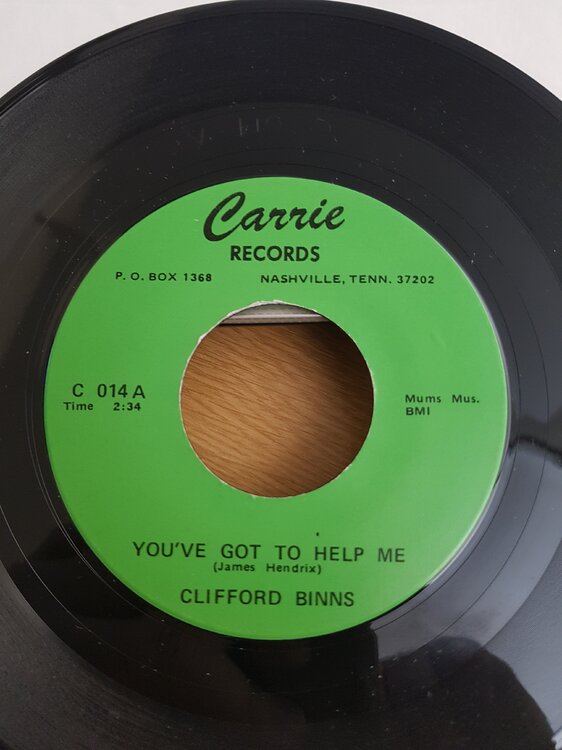 Carrie
RECORDS
P. O. BOX 1368 NASHVILLE, TENN. 37202
C 014 A
Time 2:34
Mums Mus.
BMI
YOU'VE GOT TO HELP ME
(James Hendrix)
CLIFFORD BINNS